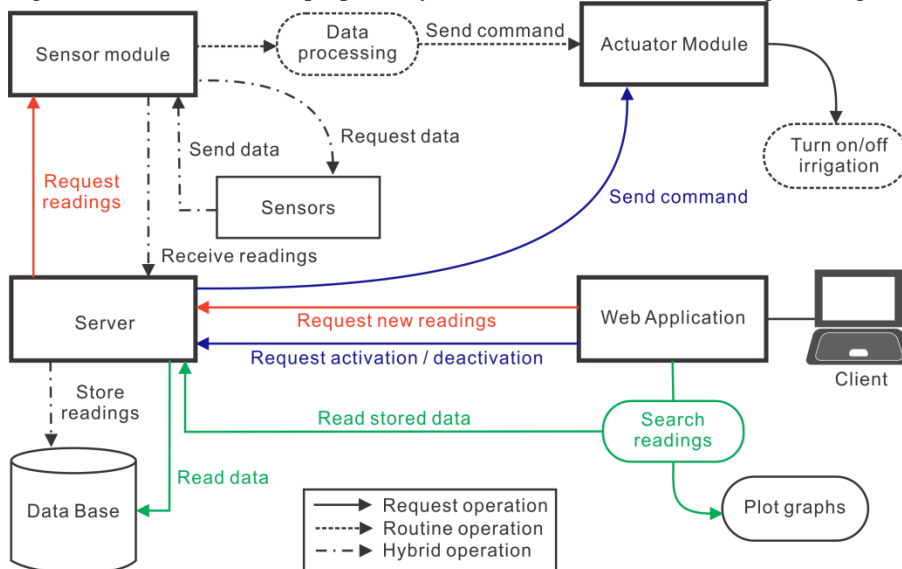 Sensor module
Data
processing
Send command
Actuator Module
Request data
Send data
Turn on/off
irrigation
Request
readings
Sensors
Send command
Receive readings
Server
Request new readings
Web Application
Request activation / deactivation
Client
Store
readings
Read stored data
Search
readings
Read data
Data Base
Request operation
Routine operation
Hybrid operation
Plot graphs